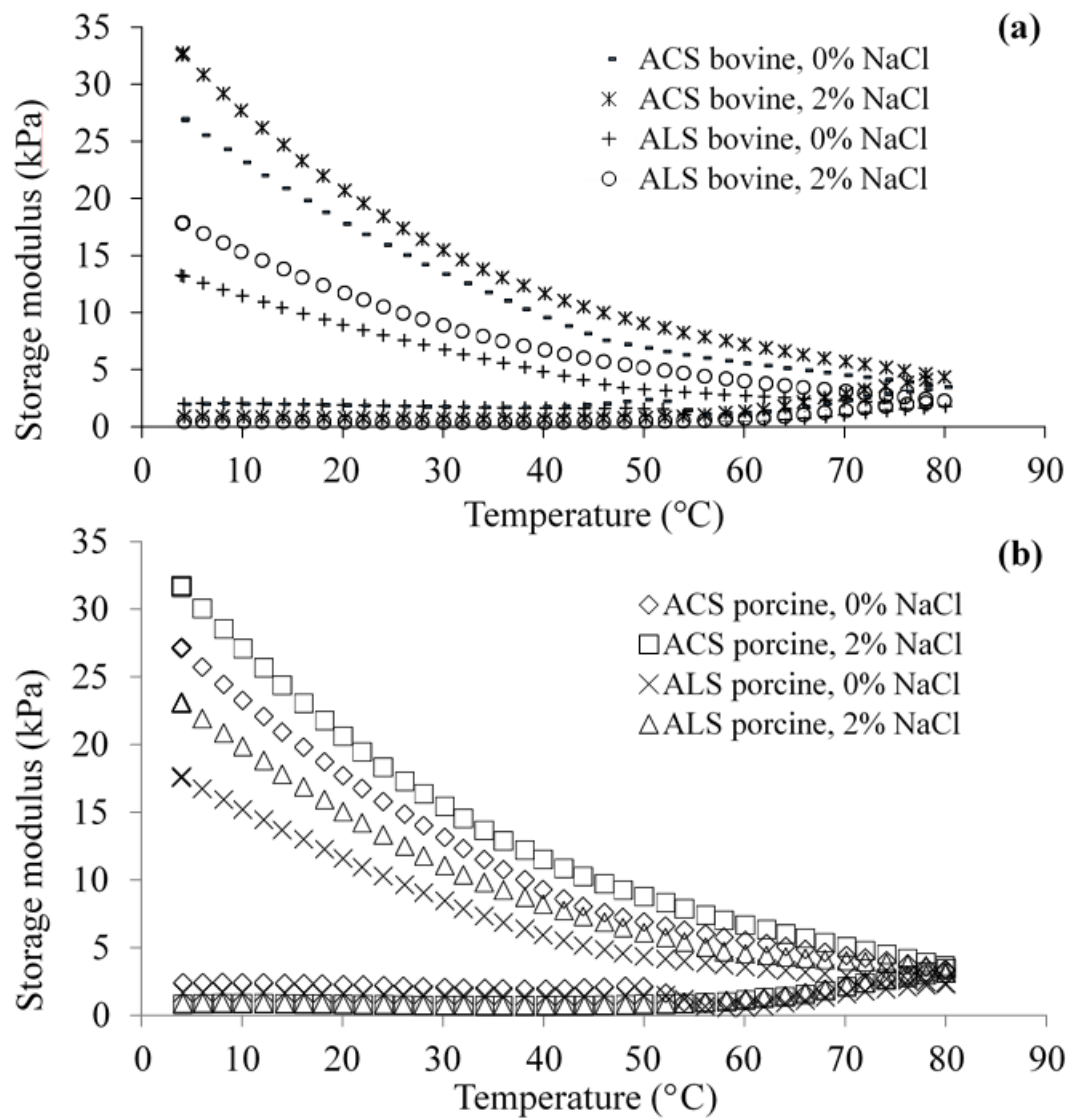 (a)
35
30
25
20
15
10
5
0
Storage modulus (kPa)
ACS bovine, 0% NaCl
ACS bovine, 2% NaCl
ALS bovine, 0% NaCl
ALS bovine, 2% NaCl
0 10 20 30 40 50 60 70 80 90
Temperature (°C)
(b)
35
30
25
20
15
10
5
0
Storage modulus (kPa)
ACS porcine, 0% NaCl
ACS porcine, 2% NaCl
ALS porcine, 0% NaCl
ALS porcine, 2% NaCl
0 10 20 30 40 50 60 70 80 90
Temperature (°C)